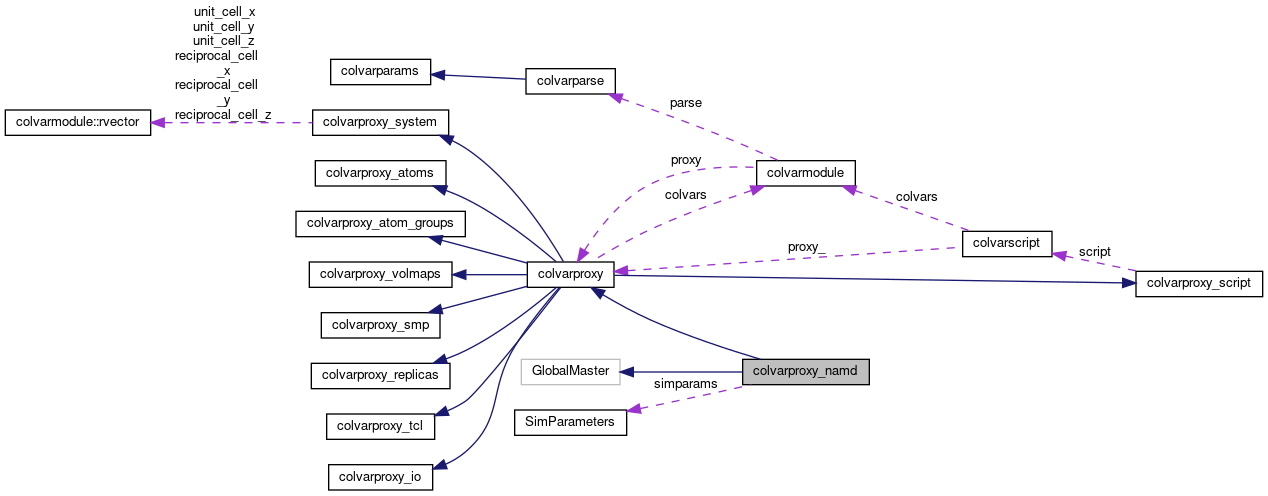 unit_cell_x
unit_cell_y
unit_cell_z
reciprocal_cell
_x
reciprocal_cell
_y
reciprocal_cell_z
colvarparams
colvarparse
colvarmodule::rvector
colvarproxy_system
parse
colvarproxy_atoms
proxy
colvarmodule
colvars
colvars
colvarproxy_atom_groups
colvarscript
proxy_
script
colvarproxy_volmaps
colvarproxy
colvarproxy_script
colvarproxy_smp
colvarproxy_replicas
GlobalMaster
colvarproxy_namd
simparams
colvarproxy_tcl
SimParameters
colvarproxy_io